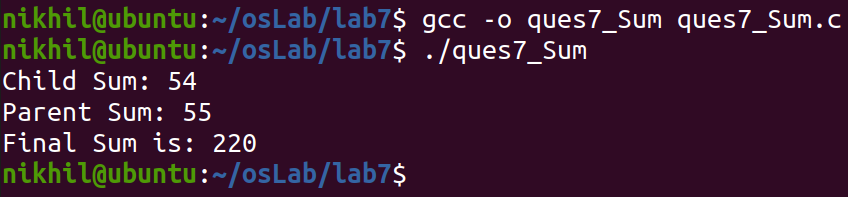 nikhil@ubuntu:~/osLab/lab7$ gcc -o ques7_Sum ques7_Sum.c
nikhil@ubuntu:~/osLab/lab7$ ./ques7_Sum
Child Sum: 54
Parent Sum: 55
Final Sum is: 220
nikhil@ubuntu:~/osLab/lab7$